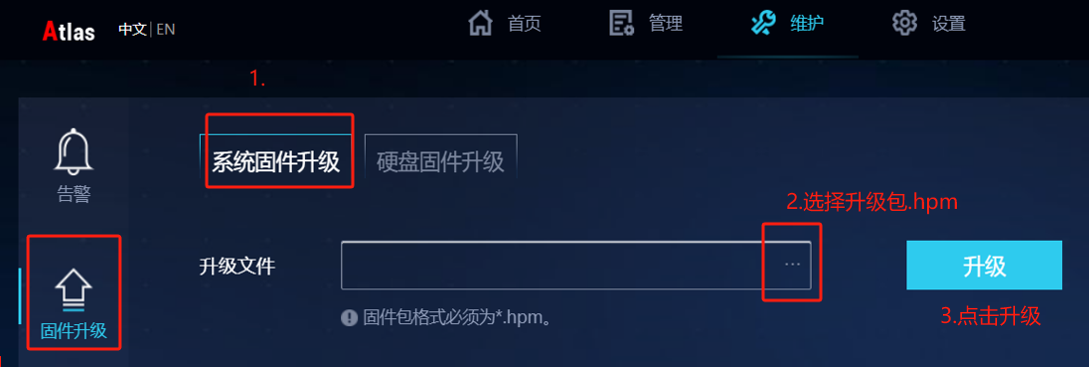 Atlas 中文 | EN 首页 管理 维护 设置
1.
系统固件升级 硬盘固件升级
告警
2.选择升级包.hpm
升级文件 ... 升级
固件包格式必须为*.hpm。
3.点击升级
固件升级